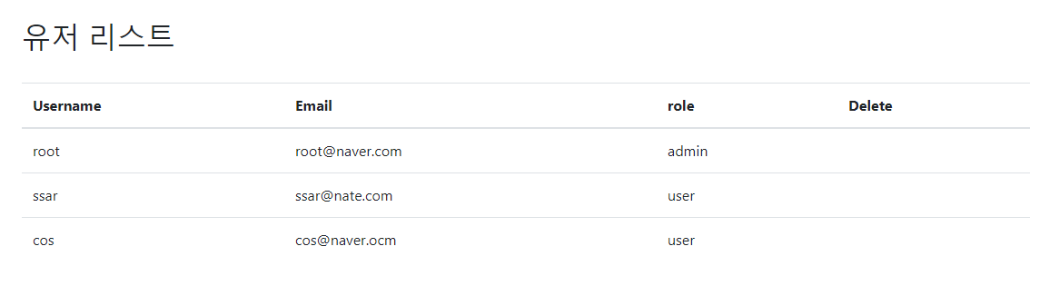 유저 리스트
Username Email role Delete
root root@naver.com admin
ssar ssar@nate.com user
cos cos@naver.ocm user